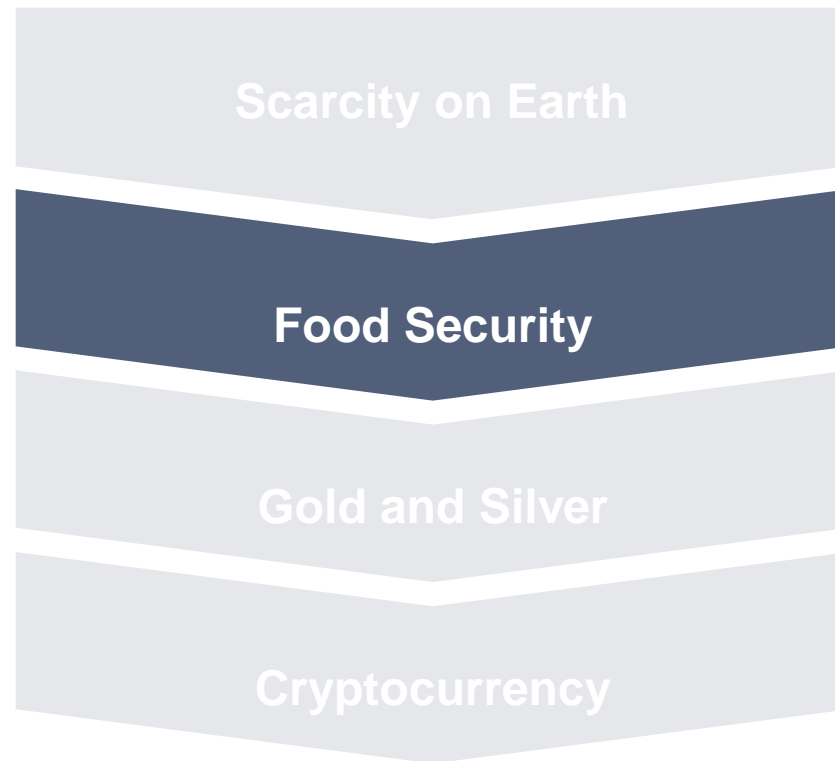 Scarcity on Earth
Food Security
Gold and Silver
Cryptocurrency